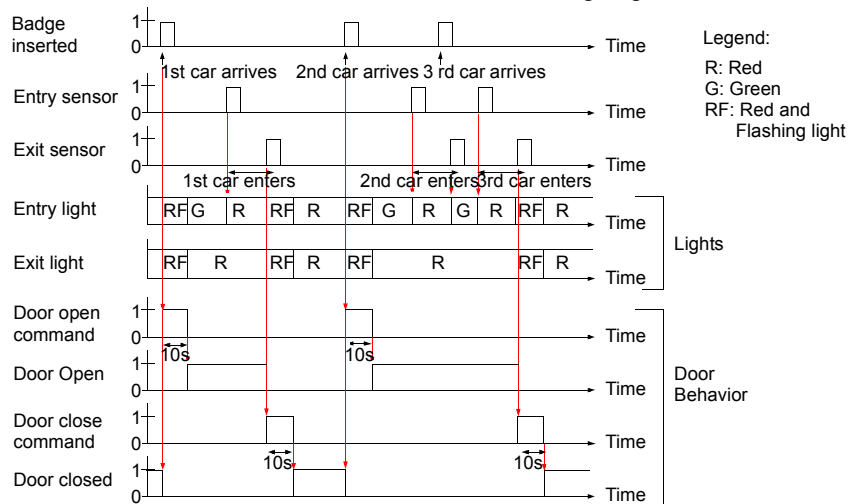 Badge
inserted
1
0
Time
1st car arrives 2nd car arrives 3 rd car arrives
Legend:
R: Red
G: Green
RF: Red and
Flashing light
Entry sensor
1
0
Time
Exit sensor
1
0
Time
1st car enters 2nd car enters 3rd car enters
Entry light
RF G R RF R RF G R G R RF R
Time
Lights
Exit light
RF R RF R RF R RF R
Time
Door open
command
1
0
10s 10s
Time
Door Open
1
0
Time
Door
Behavior
Door close
command
1
0
10s 10s
Time
Door closed
1
0
Time